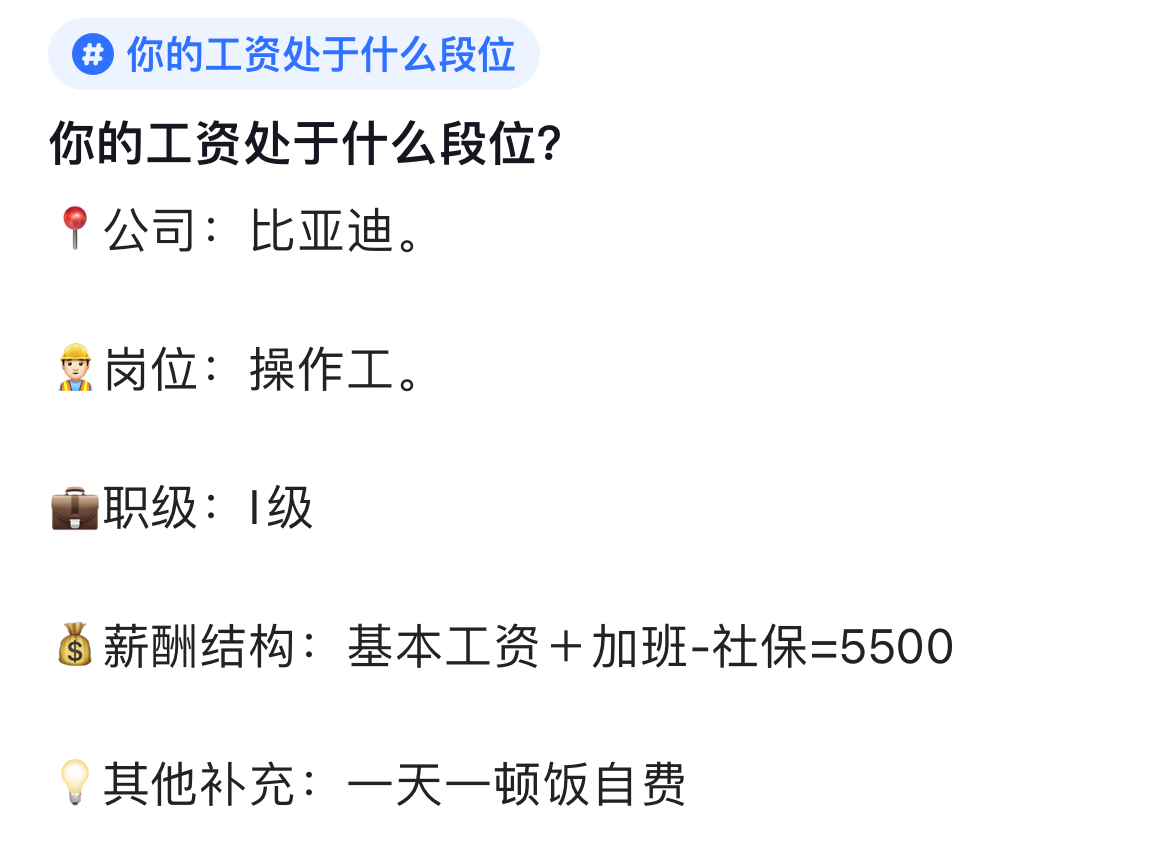 # 你的工资处于什么段位
你的工资处于什么段位?
📍公司：比亚迪。
👷🏻岗位：操作工。
💼职级：I级
💰薪酬结构：基本工资＋加班-社保=5500
💡其他补充：一天一顿饭自费